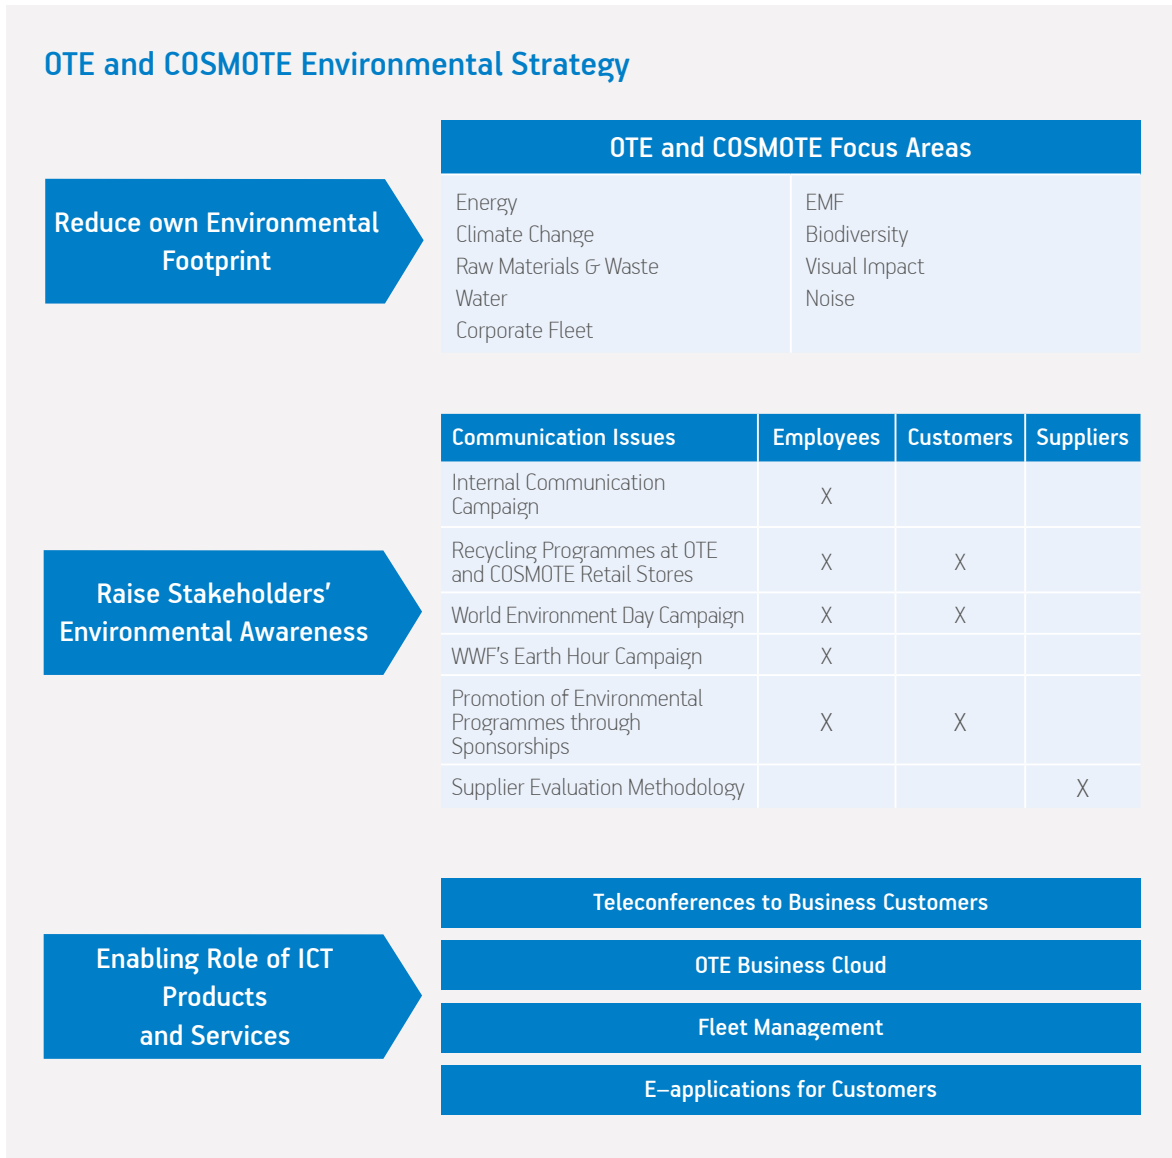 OTE and COSMOTE Environmental Strategy
Reduce own Environmental
Footprint
OTE and COSMOTE Focus Areas
Energy
Climate Change
Raw Materials & Waste
Water
Corporate Fleet
EMF
Biodiversity
Visual Impact
Noise
Raise Stakeholders’
Environmental Awareness
Communication Issues Employees Customers Suppliers
Internal Communication
Campaign X
Recycling Programmes at OTE
and COSMOTE Retail Stores X X
World Environment Day Campaign X X
WWF’s Earth Hour Campaign X
Promotion of Environmental
Programmes through X X
Sponsorships
Supplier Evaluation Methodology X
Enabling Role of ICT
Products
and Services
Teleconferences to Business Customers
OTE Business Cloud
Fleet Management
E–applications for Customers